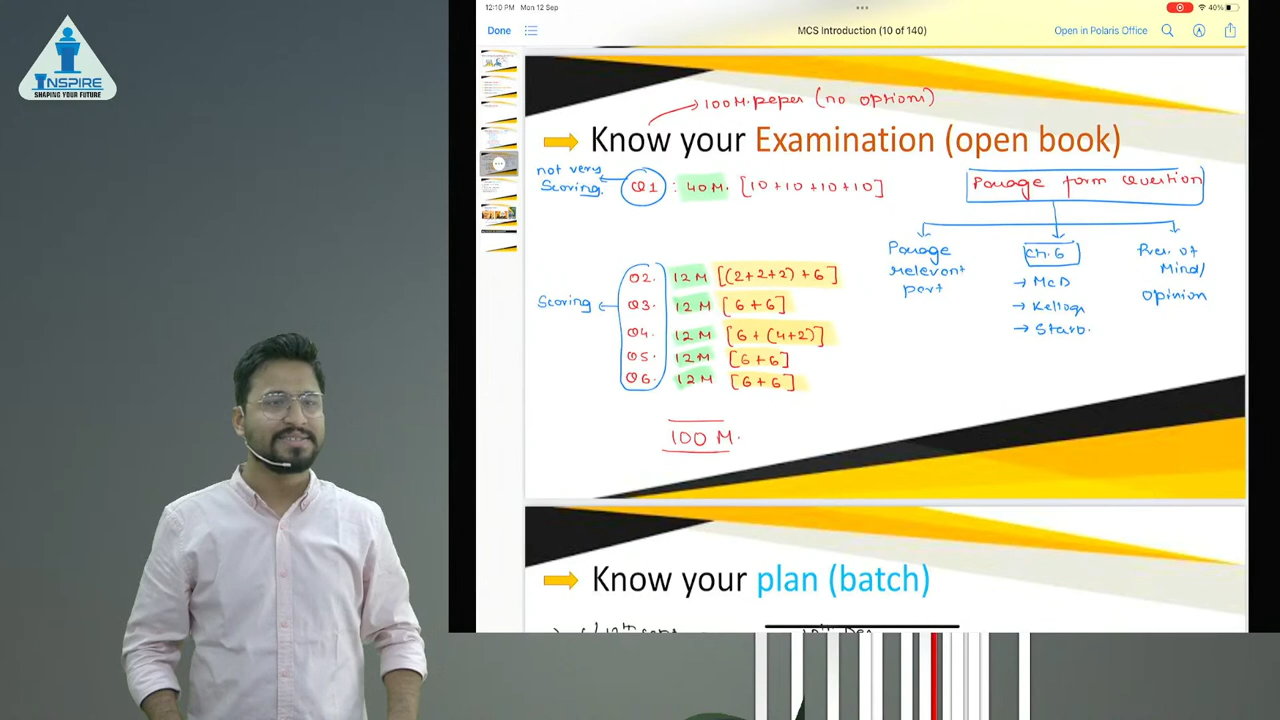 INSPIRE
SHAPING YOUR FUTURE
12:10 PM Mon 12 Sep
40%
Done
MCS Introduction (10 of 140)
Open in Polaris Office
→ 100 M. peper (no options)
Know your Examination (open book)
not very
Scoring.
Q1 : 40 M. [10+10+10+10]
Passage form Question
Passage
relevant
part
Ch. 6
→ McD
→ Kellogg
→ Starb.
Pres. of
Mind/
Opinion
Scoring
Q2. 12 M [(2+2+2)+6]
Q3. 12 M [6+6]
Q4. 12 M [6+(4+2)]
Q5. 12 M [6+6]
Q6. 12 M [6+6]
100 M.
Know your plan (batch)